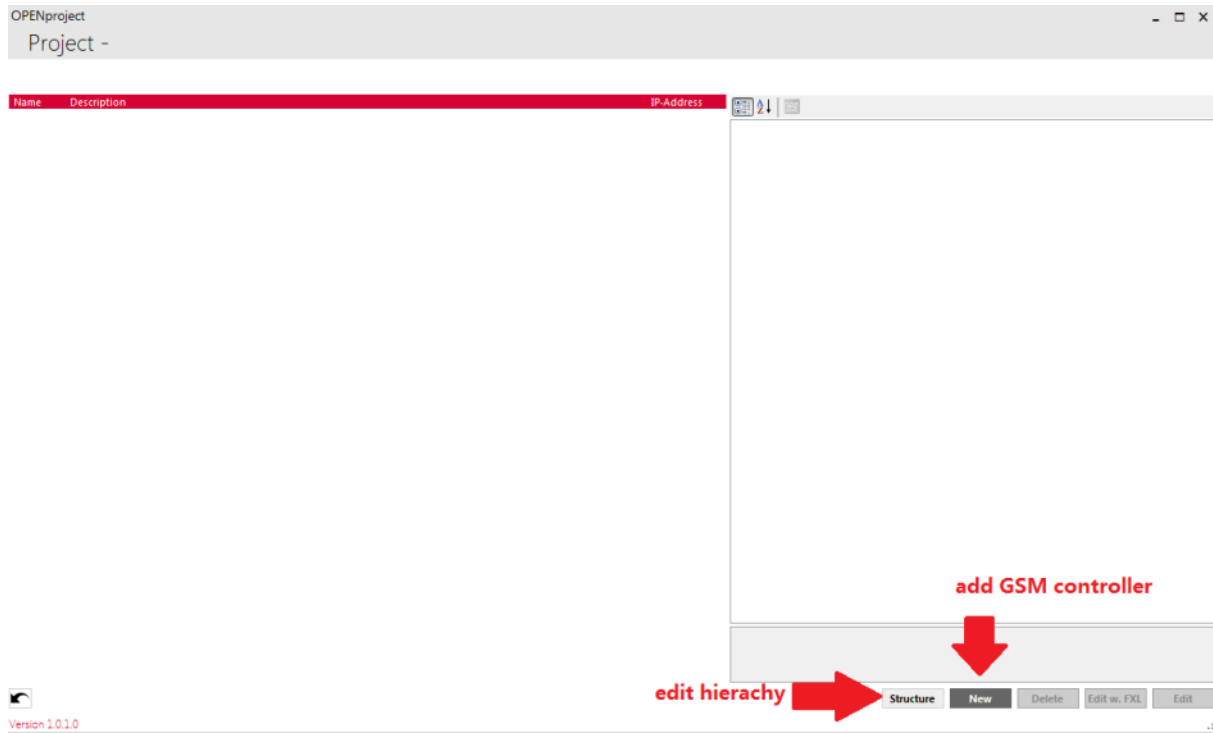 OPENproject
Project -
Name Description IP-Address
add GSM controller
edit hierachy
Structure New Delete Edit w. FXL Edit
Version 1.0.1.0